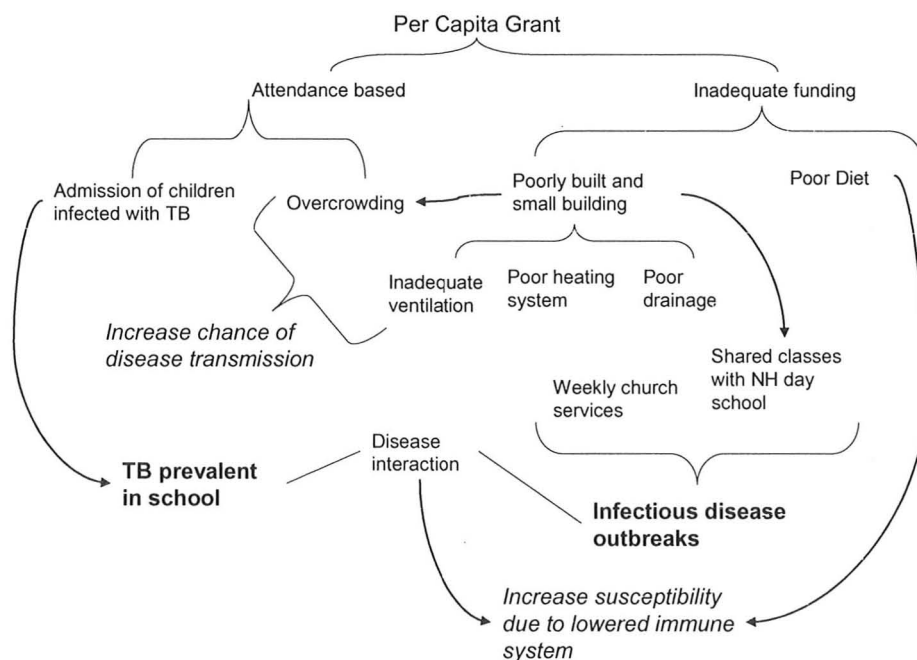 Per Capita Grant
Attendance based
Inadequate funding
Admission of children
infected with TB
Overcrowding
Poorly built and
small building
Poor Diet
Inadequate
ventilation
Poor heating
system
Poor
drainage
Increase chance of
disease transmission
Shared classes
with NH day
school
Weekly church
services
Disease
interaction
TB prevalent
in school
Infectious disease
outbreaks
Increase susceptibility
due to lowered immune
system